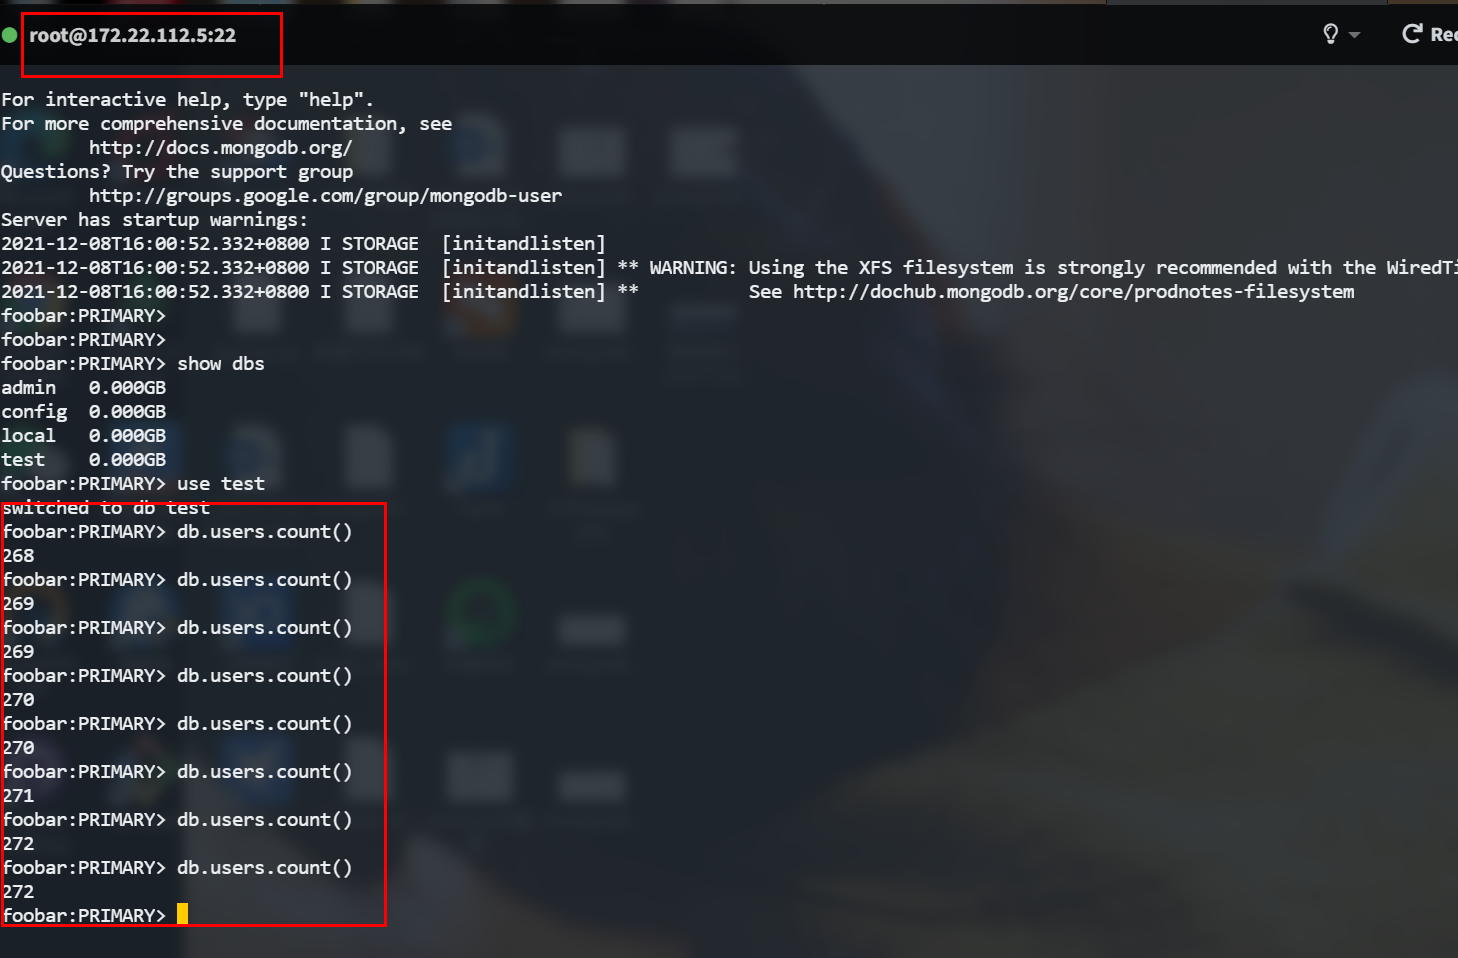 root@172.22.112.5:22
Rec
For interactive help, type "help".
For more comprehensive documentation, see
http://docs.mongodb.org/
Questions? Try the support group
http://groups.google.com/group/mongodb-user
Server has startup warnings:
2021-12-08T16:00:52.332+0800 I STORAGE  [initandlisten]
2021-12-08T16:00:52.332+0800 I STORAGE  [initandlisten] ** WARNING: Using the XFS filesystem is strongly recommended with the WiredTi
2021-12-08T16:00:52.332+0800 I STORAGE  [initandlisten] **          See http://dochub.mongodb.org/core/prodnotes-filesystem
foobar:PRIMARY>
foobar:PRIMARY>
foobar:PRIMARY> show dbs
admin   0.000GB
config  0.000GB
local   0.000GB
test    0.000GB
foobar:PRIMARY> use test
switched to db test
foobar:PRIMARY> db.users.count()
268
foobar:PRIMARY> db.users.count()
269
foobar:PRIMARY> db.users.count()
269
foobar:PRIMARY> db.users.count()
270
foobar:PRIMARY> db.users.count()
270
foobar:PRIMARY> db.users.count()
271
foobar:PRIMARY> db.users.count()
272
foobar:PRIMARY> db.users.count()
272
foobar:PRIMARY>